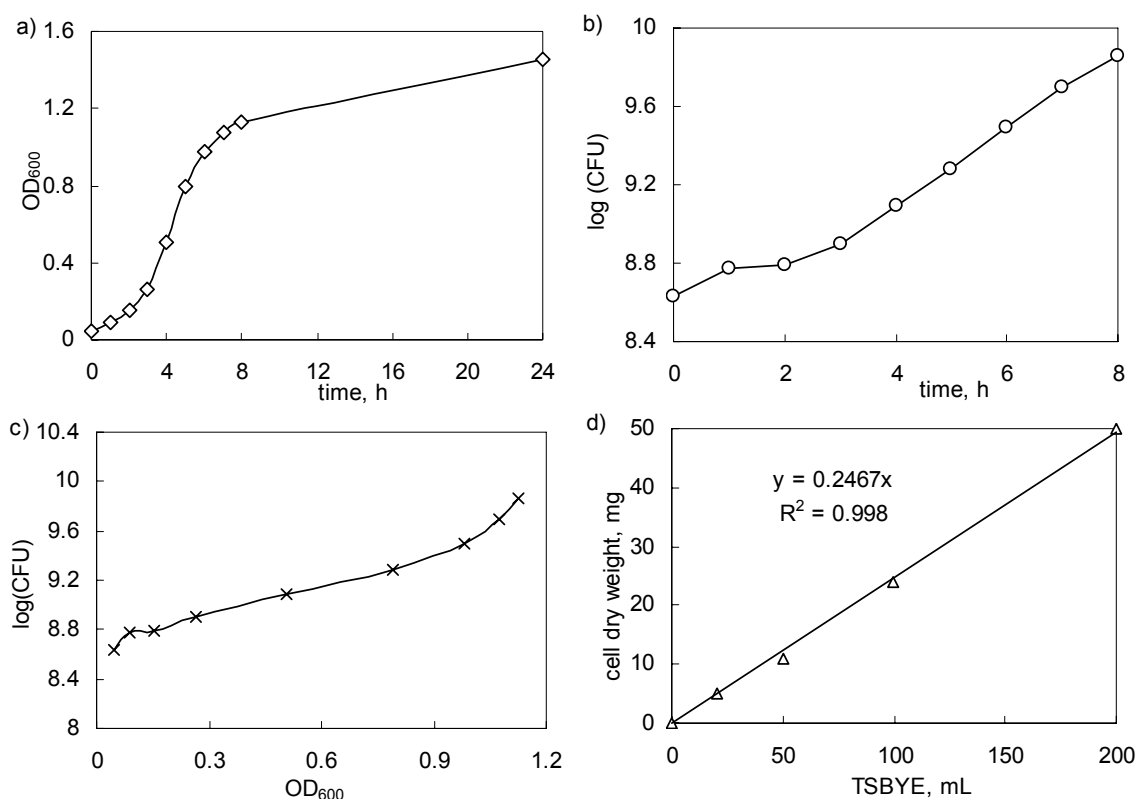 a)
1.6
1.2
0.8
0.4
0
OD600
0 4 8 12 16 20 24
time, h
b)
10
9.6
9.2
8.8
8.4
log (CFU)
0 2 4 6 8
time, h
c)
10.4
10
9.6
9.2
8.8
8.4
8
log(CFU)
0 0.3 0.6 0.9 1.2
OD600
d)
50
40
30
20
10
0
cell dry weight, mg
y = 0.2467x
R2 = 0.998
0 50 100 150 200
TSBYE, mL